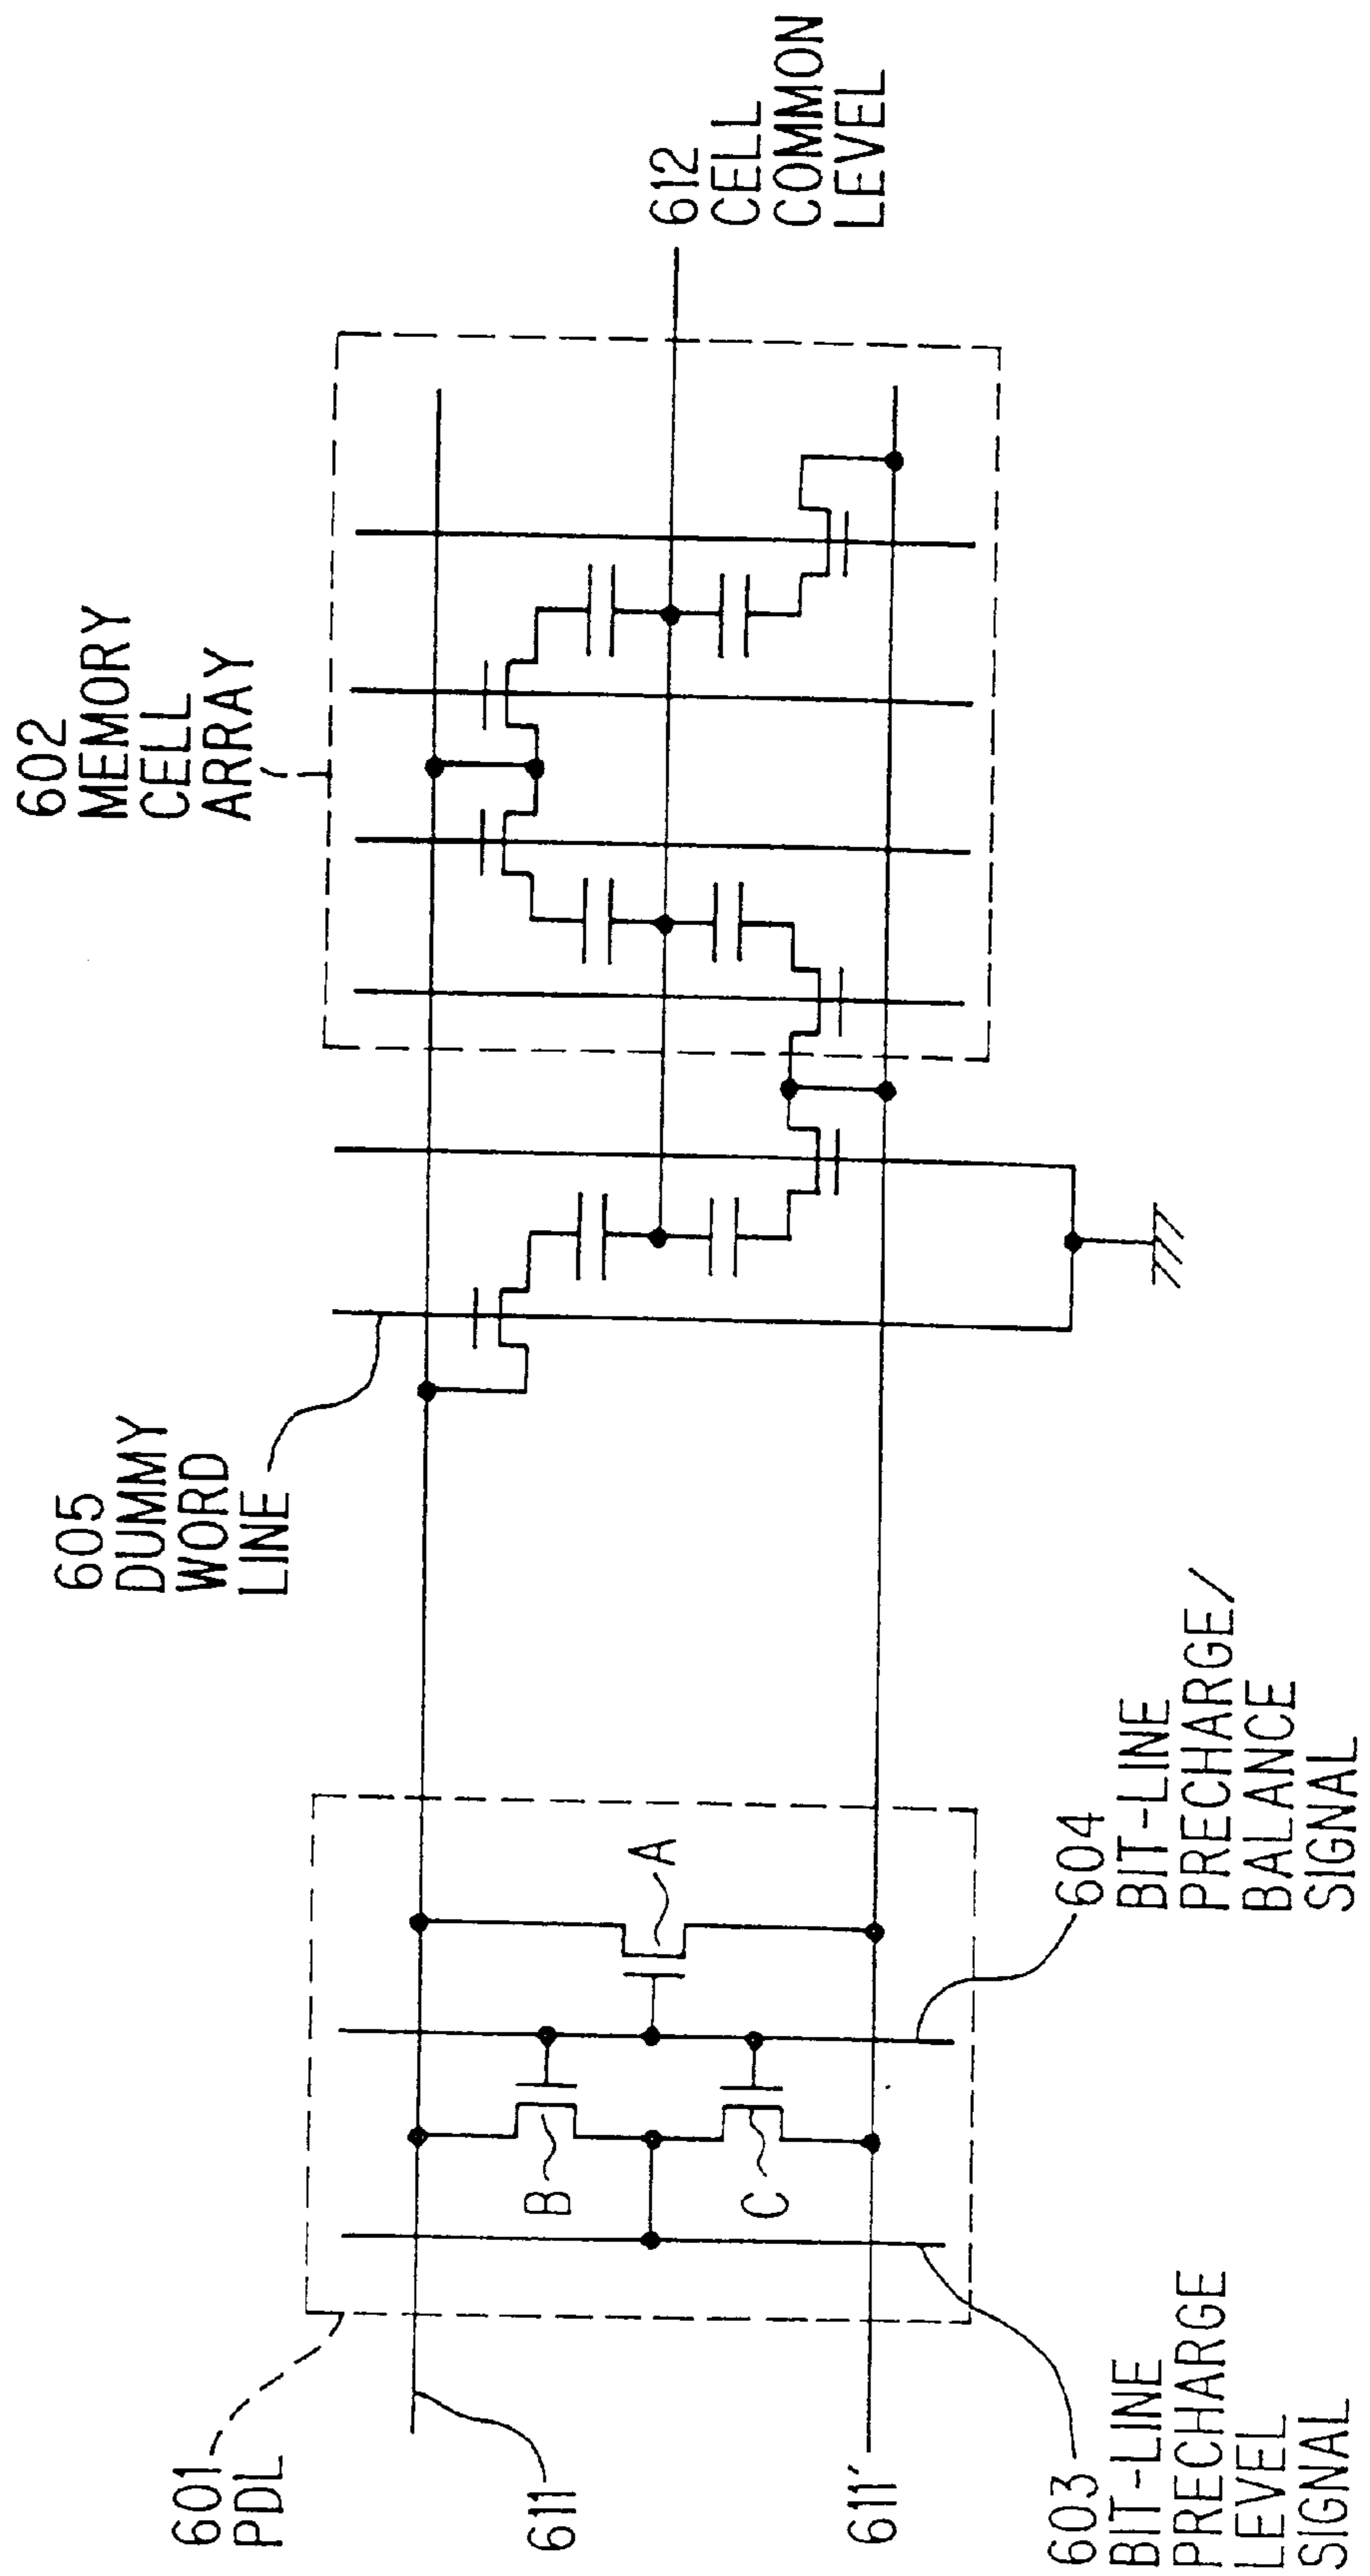 602
MEMORY
CELL
ARRAY
605
DUMMY
WORD
LINE
601
PDL
612
CELL
COMMON
LEVEL
A
B
C
611
611'
604
BIT-LINE
PRECHARGE/
BALANCE
SIGNAL
603
BIT-LINE
PRECHARGE
LEVEL
SIGNAL